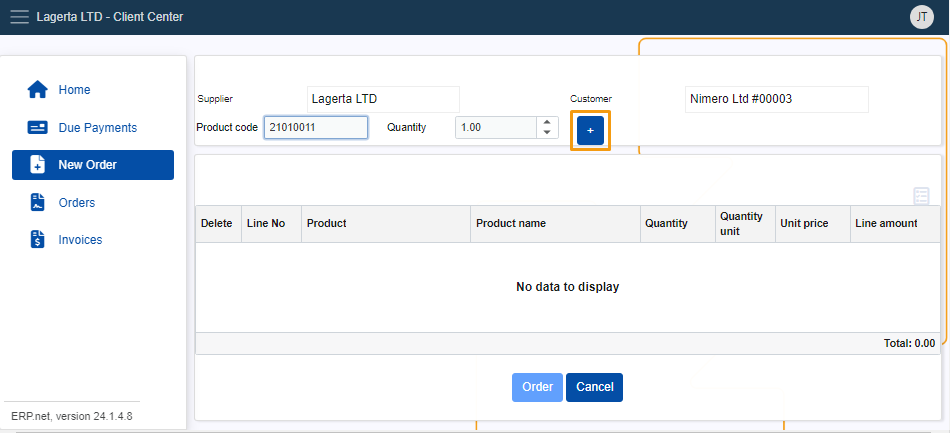 Lagerta LTD - Client Center
JT
Home
Due Payments
New Order
Orders
Invoices
ERP.net, version 24.1.4.8
Supplier
Lagerta LTD
Customer
Nimero Ltd #00003
Product code
21010011
Quantity
1.00
+
Delete
Line No
Product
Product name
Quantity
Quantity
unit
Unit price
Line amount
No data to display
Total: 0.00
Order
Cancel